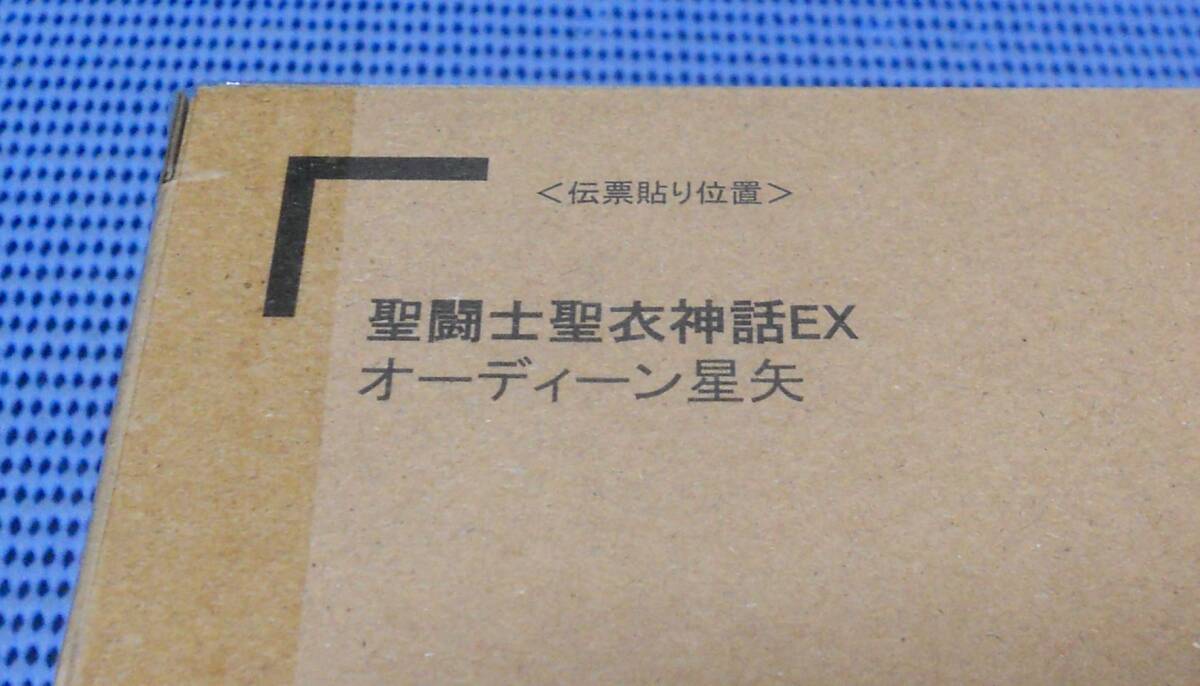 ＜伝票貼り位置＞
聖闘士聖衣神話EX
オーディーン星矢